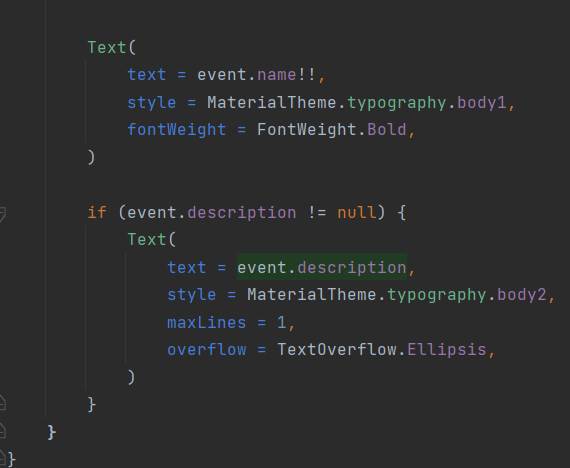 Text(
    text = event.name!!,
    style = MaterialTheme.typography.body1,
    fontWeight = FontWeight.Bold,
)
if (event.description != null) {
    Text(
        text = event.description,
        style = MaterialTheme.typography.body2,
        maxLines = 1,
        overflow = TextOverflow.Ellipsis,
    )
}
}
}